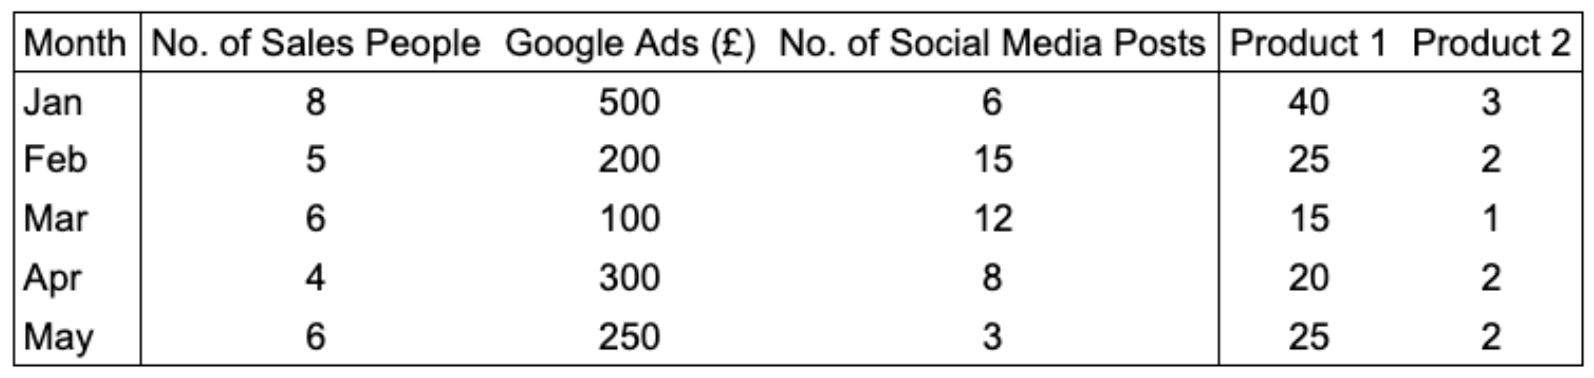 Month No. of Sales People Google Ads (£) No. of Social Media Posts Product 1 Product 2
Jan 8 500 6 40 3
Feb 5 200 15 25 2
Mar 6 100 12 15 1
Apr 4 300 8 20 2
May 6 250 3 25 2